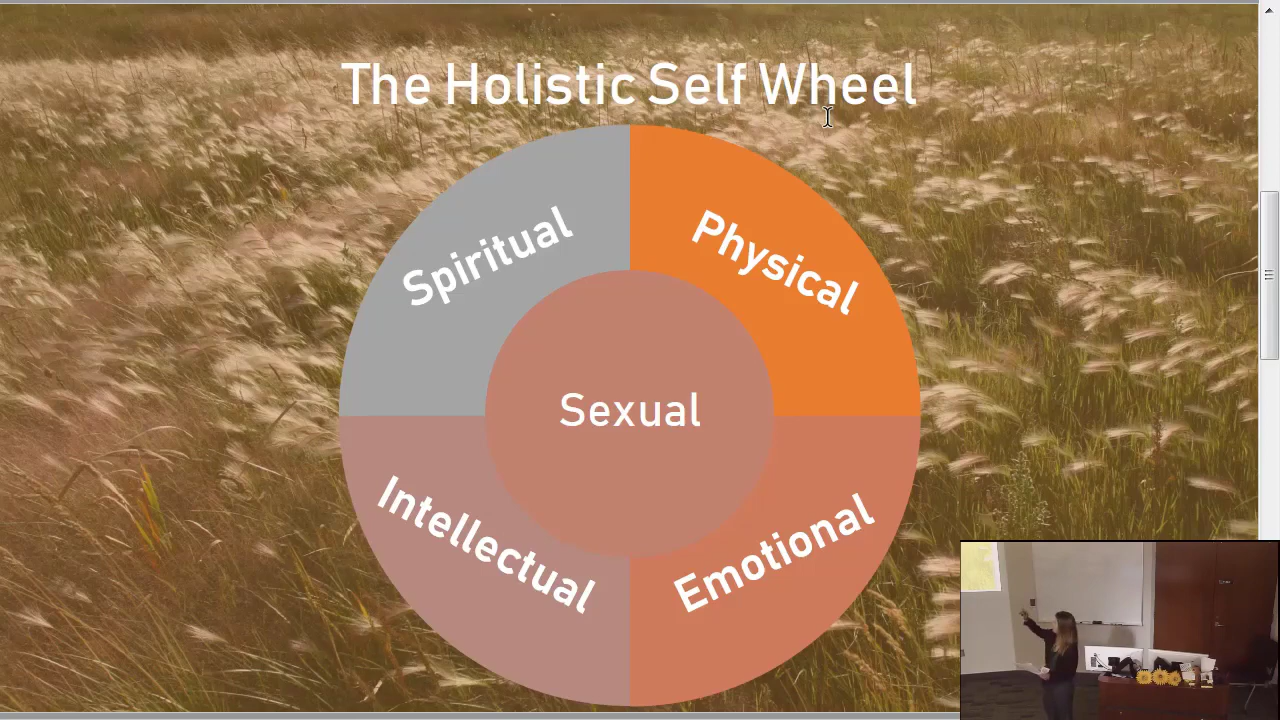 The Holistic Self Wheel
Spiritual
Physical
Sexual
Intellectual
Emotional